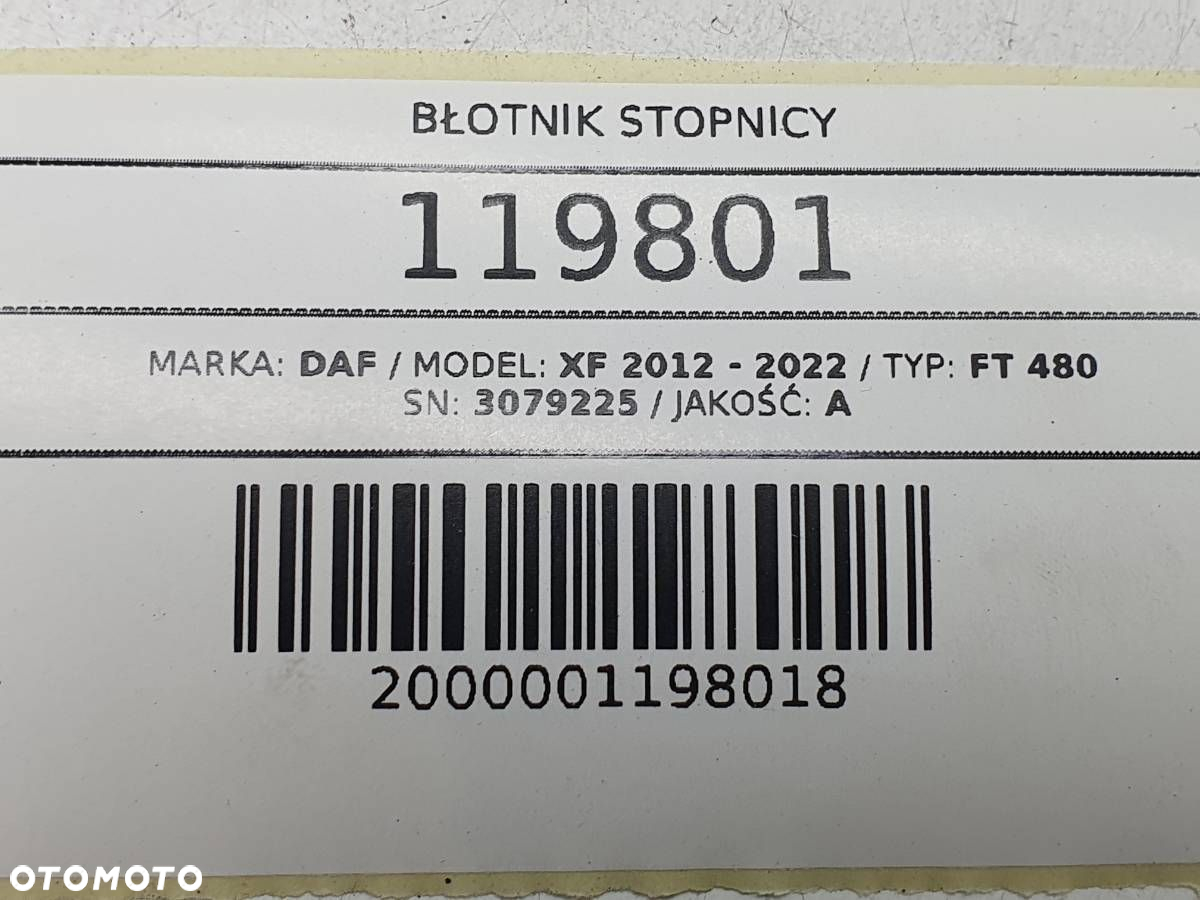 BŁOTNIK STOPNICY
119801
MARKA: DAF / MODEL: XF 2012 - 2022 / TYP: FT 480
SN: 3079225 / JAKOŚĆ: A
2000001198018
OTOMOTO